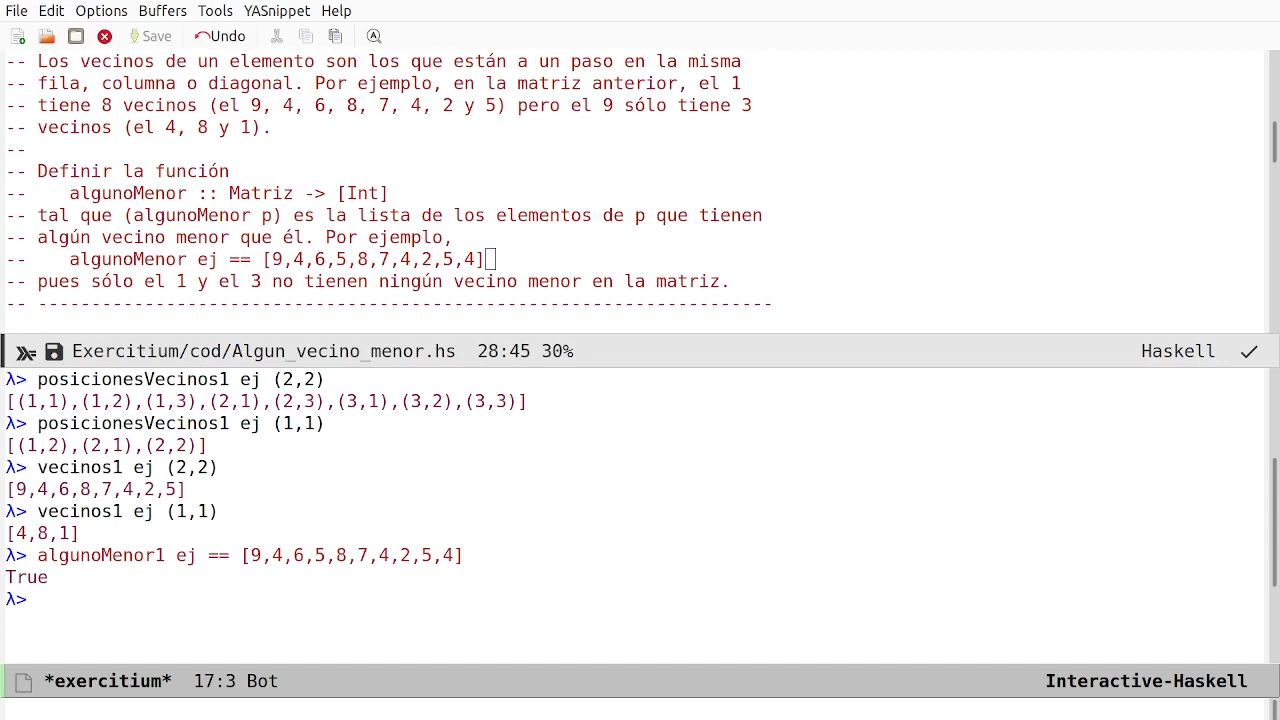 File Edit Options Buffers Tools YASnippet Help
Save Undo
-- Los vecinos de un elemento son los que están a un paso en la misma
-- fila, columna o diagonal. Por ejemplo, en la matriz anterior, el 1
-- tiene 8 vecinos (el 9, 4, 6, 8, 7, 4, 2 y 5) pero el 9 sólo tiene 3
-- vecinos (el 4, 8 y 1).
--
-- Definir la función
--    algunoMenor :: Matriz -> [Int]
-- tal que (algunoMenor p) es la lista de los elementos de p que tienen
-- algún vecino menor que él. Por ejemplo,
--    algunoMenor ej == [9,4,6,5,8,7,4,2,5,4]
-- pues sólo el 1 y el 3 no tienen ningún vecino menor en la matriz.
-- ---------------------------------------------------------------------
Exercitium/cod/Algun_vecino_menor.hs 28:45 30% Haskell
λ> posicionesVecinos1 ej (2,2)
[(1,1),(1,2),(1,3),(2,1),(2,3),(3,1),(3,2),(3,3)]
λ> posicionesVecinos1 ej (1,1)
[(1,2),(2,1),(2,2)]
λ> vecinos1 ej (2,2)
[9,4,6,8,7,4,2,5]
λ> vecinos1 ej (1,1)
[4,8,1]
λ> algunoMenor1 ej == [9,4,6,5,8,7,4,2,5,4]
True
λ>
*exercitium* 17:3 Bot Interactive-Haskell